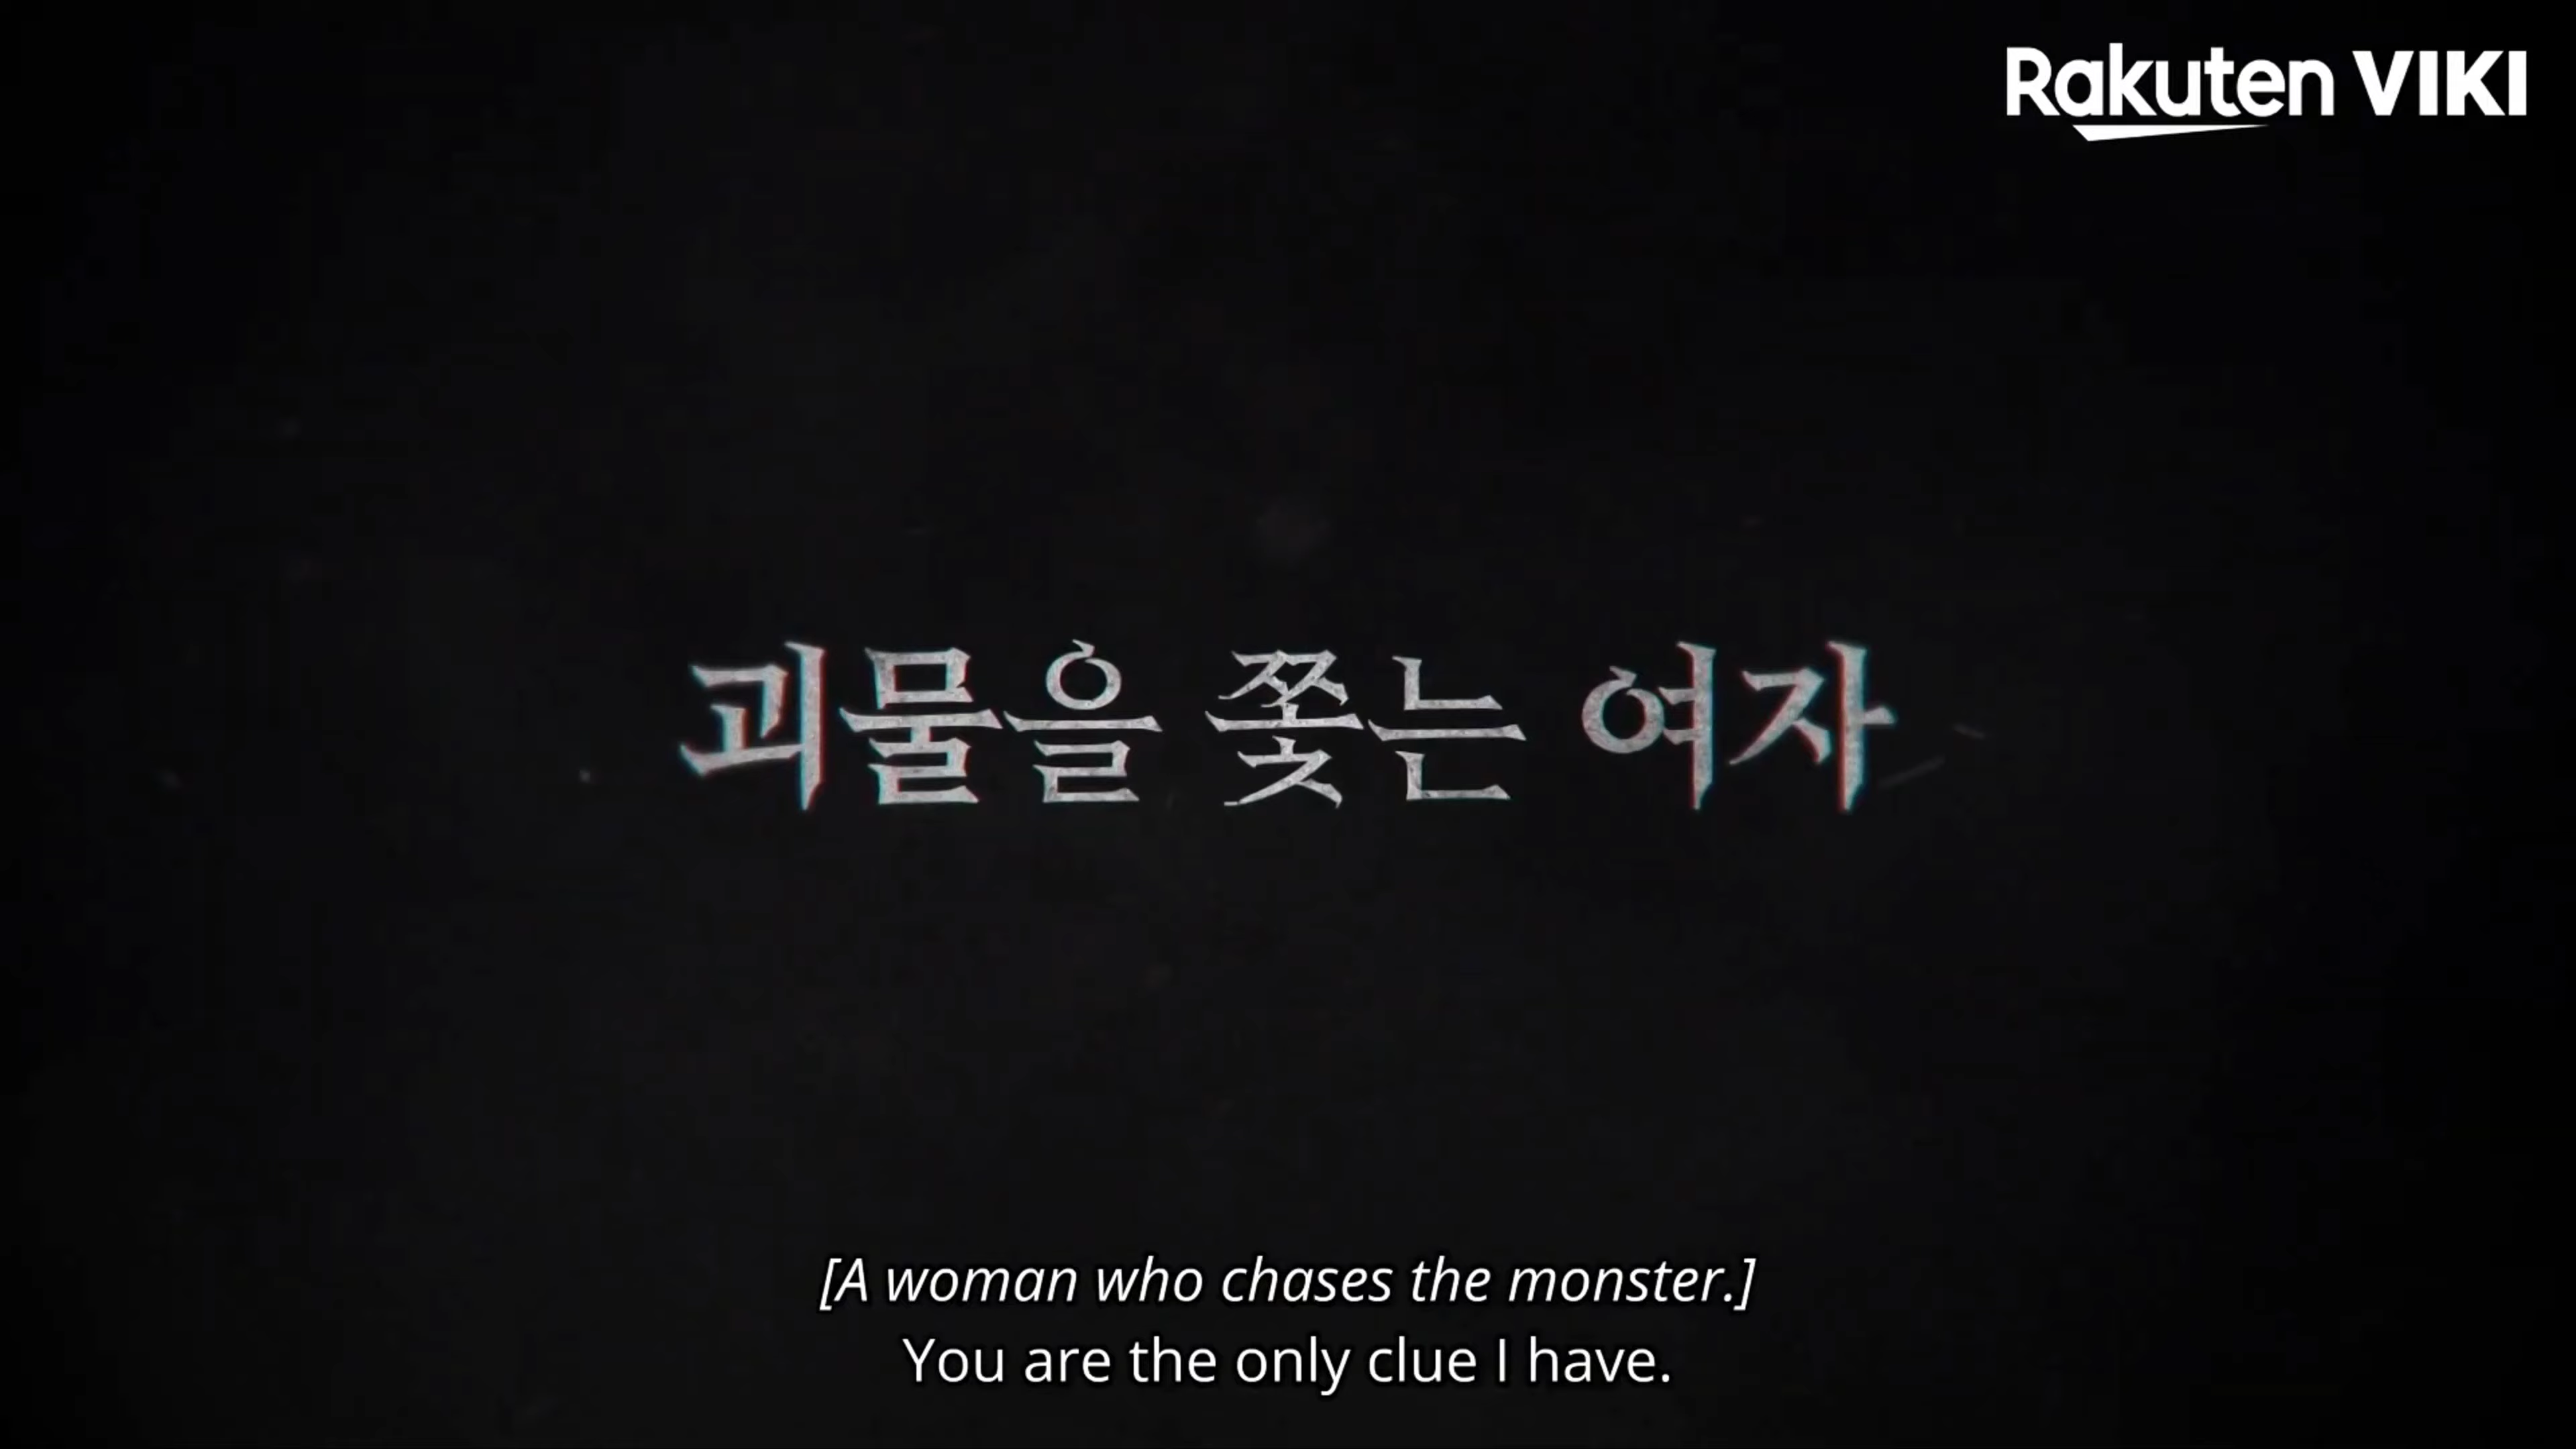 Rakuten VIKI
괴물을 쫓는 여자
[A woman who chases the monster.]
You are the only clue I have.